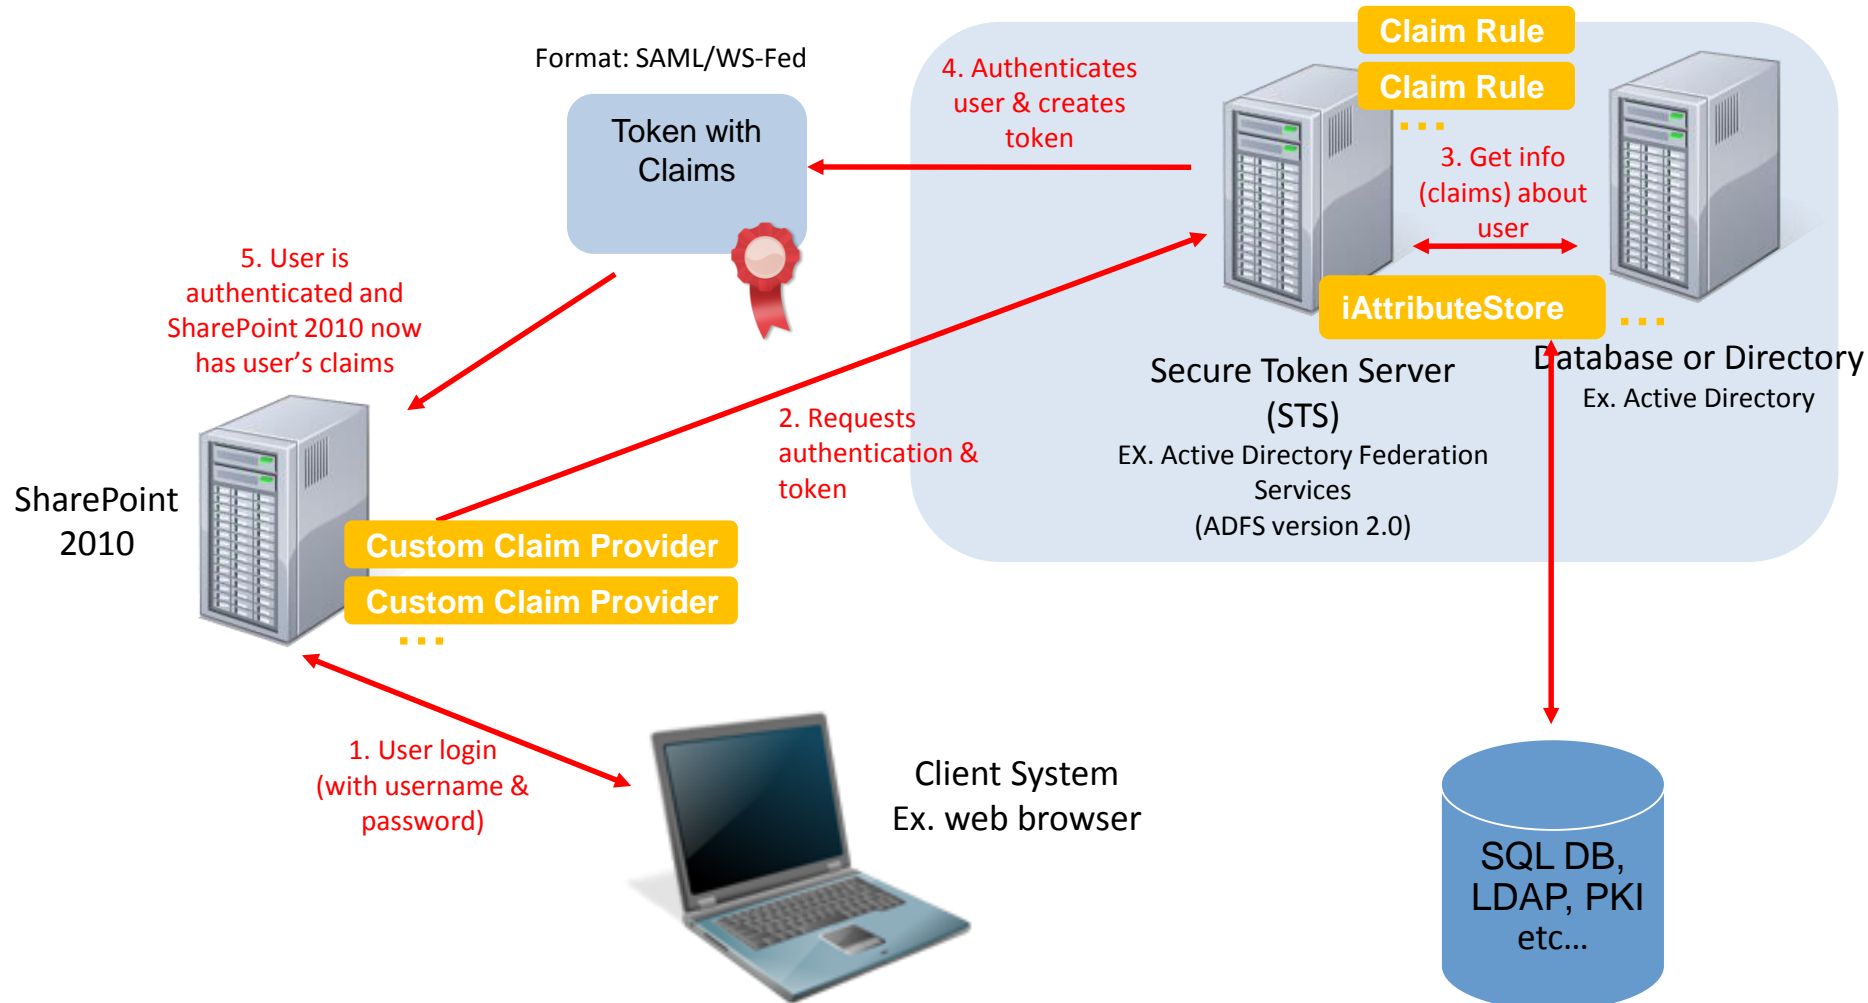 Format: SAML/WS-Fed
Token with
Claims
4. Authenticates
user & creates
token
Claim Rule
Claim Rule
...
3. Get info
(claims) about
user
iAttributeStore
...
Secure Token Server
(STS)
EX. Active Directory Federation
Services
(ADFS version 2.0)
Database or Directory
Ex. Active Directory
5. User is
authenticated and
SharePoint 2010 now
has user’s claims
2. Requests
authentication &
token
SharePoint
2010
Custom Claim Provider
Custom Claim Provider
...
1. User login
(with username &
password)
Client System
Ex. web browser
SQL DB,
LDAP, PKI
etc...